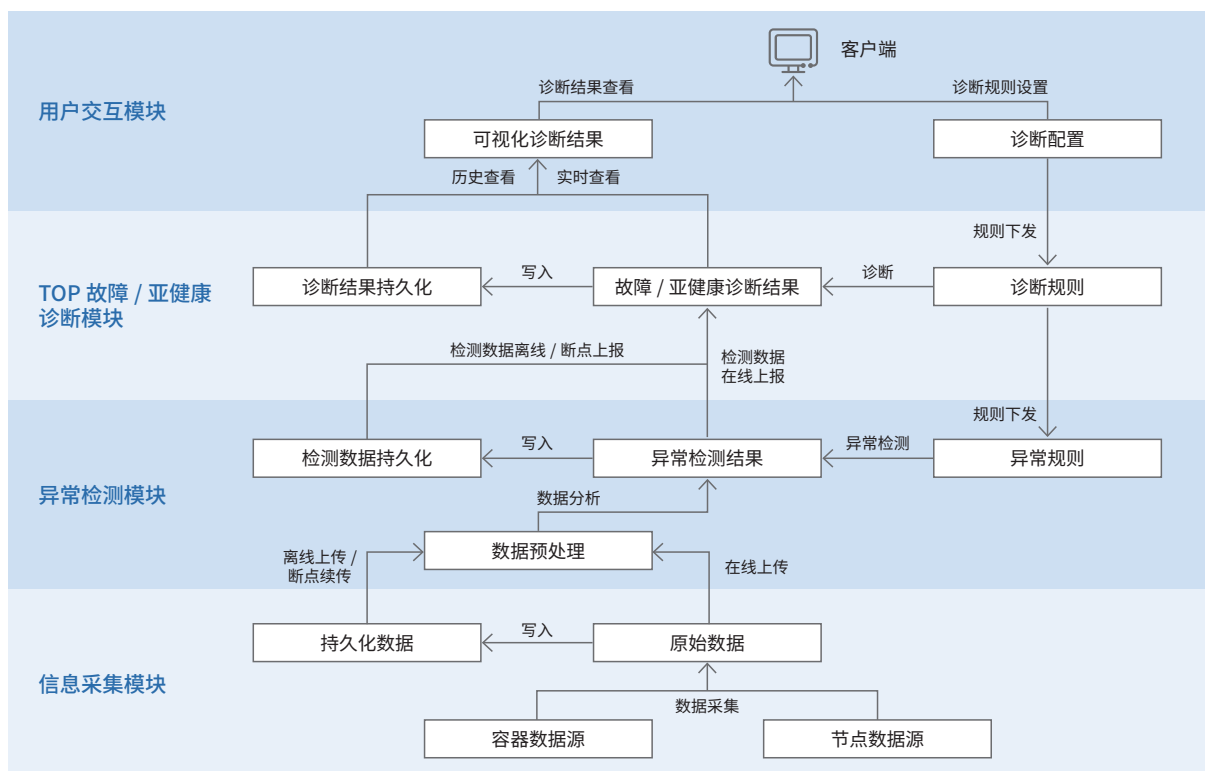 客户端
诊断结果查看
诊断规则设置
用户交互模块
可视化诊断结果
诊断配置
历史查看
实时查看
规则下发
TOP 故障 / 亚健康
诊断模块
诊断结果持久化
写入
故障 / 亚健康诊断结果
诊断
诊断规则
检测数据离线 / 断点上报
检测数据
在线上报
规则下发
异常检测模块
检测数据持久化
写入
异常检测结果
异常检测
异常规则
数据分析
数据预处理
离线上传 /
断点续传
在线上传
信息采集模块
持久化数据
写入
原始数据
数据采集
容器数据源
节点数据源